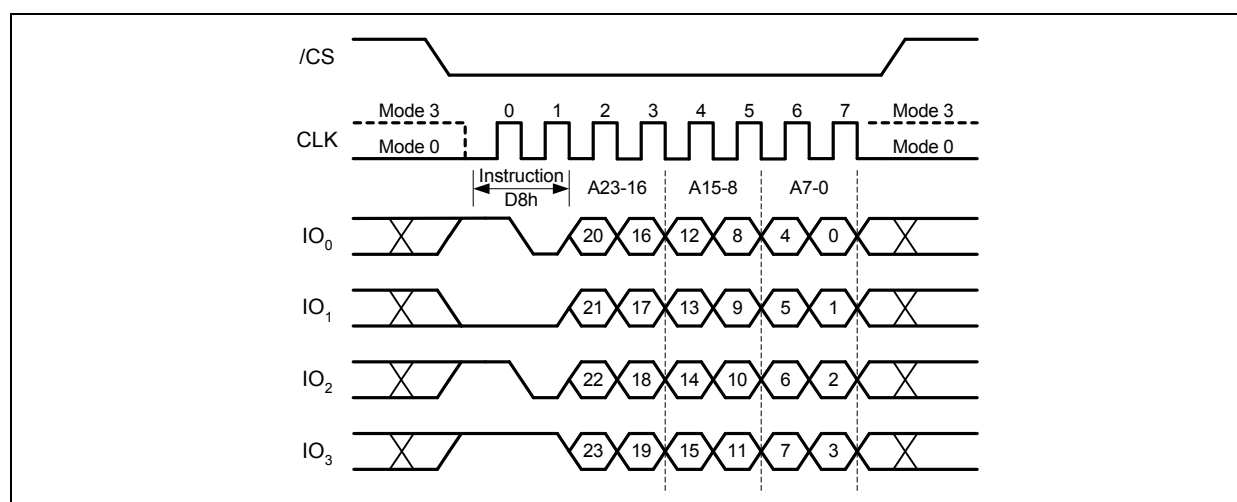 /CS
Mode 3 0 1 2 3 4 5 6 7 Mode 3
CLK
Mode 0 Mode 0
Instruction
D8h
A23-16 A15-8 A7-0
IO0 20 16 12 8 4 0
IO1 21 17 13 9 5 1
IO2 22 18 14 10 6 2
IO3 23 19 15 11 7 3